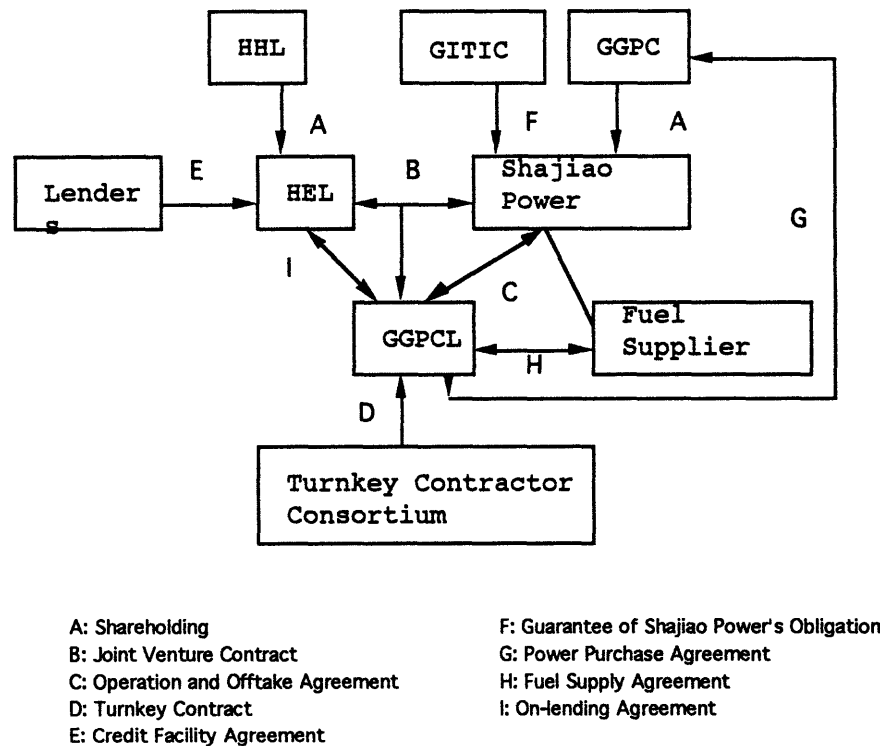 HHL
GITIC
GGPC
A
F
A
E
B
Lender
s
HEL
Shajiao
Power
G
I
C
GGPCL
Fuel
Supplier
H
D
Turnkey Contractor
Consortium
A: Shareholding
B: Joint Venture Contract
C: Operation and Offtake Agreement
D: Turnkey Contract
E: Credit Facility Agreement
F: Guarantee of Shajiao Power's Obligation
G: Power Purchase Agreement
H: Fuel Supply Agreement
I: On-lending Agreement